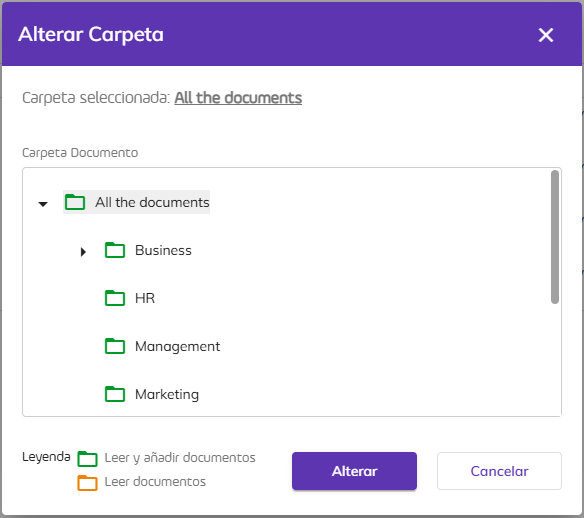 Alterar Carpeta
Carpeta seleccionada: All the documents
Carpeta Documento
All the documents
Business
HR
Management
Marketing
Leyenda Leer y añadir documentos
Leer documentos
Alterar
Cancelar